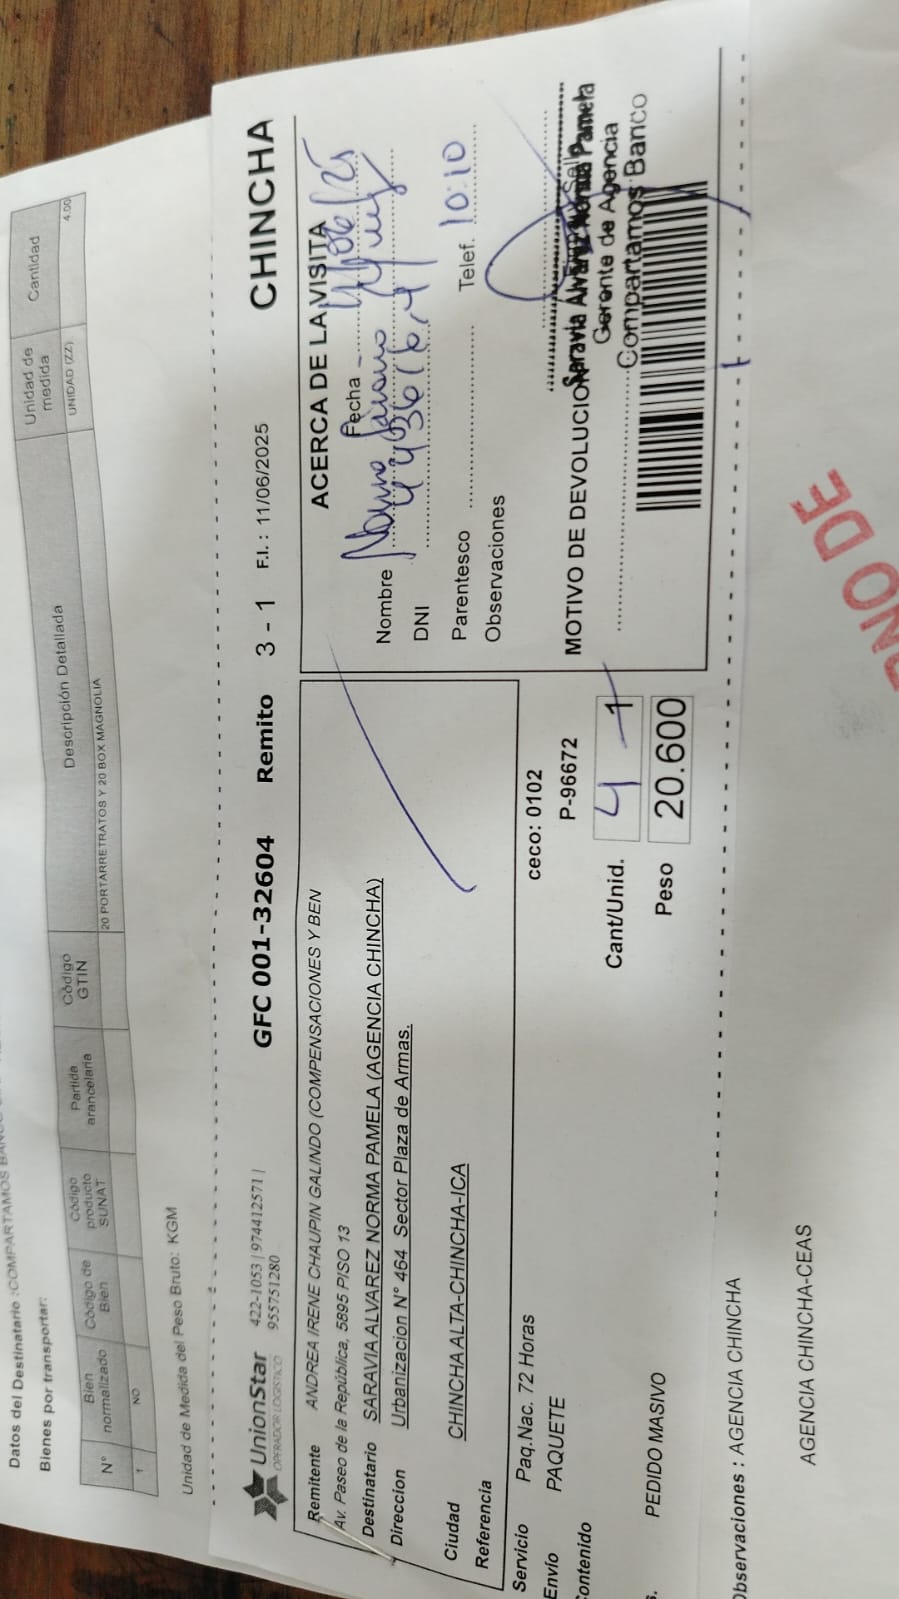 Datos del Destinatario :COMPARTAMOS
Bienes por transportar:
N° Bien normalizado Código de Bien Código producto SUNAT Partida arancelaria Código GTIN Descripción Detallada Unidad de medida Cantidad
1 NO 20 PORTARRETRATOS Y 20 BOX MAGNOLIA UNIDAD (ZZ) 4.00
Unidad de Medida del Peso Bruto: KGM
UnionStar
OPERADOR LOGISTICO
422-1053 | 974412571 |
955751280
GFC 001-32604 Remito 3 - 1 F.I. : 11/06/2025 CHINCHA
Remitente ANDREA IRENE CHAUPIN GALINDO (COMPENSACIONES Y BEN
Av. Paseo de la República, 5895 PISO 13
Destinatario SARAVIA ALVAREZ NORMA PAMELA (AGENCIA CHINCHA)
Direccion Urbanizacion N° 464 Sector Plaza de Armas.
Ciudad CHINCHA ALTA-CHINCHA-ICA
Referencia
Servicio Paq.Nac. 72 Horas ceco: 0102
Envío PAQUETE P-96672
ontenido
Cant/Unid. 4 1
s. PEDIDO MASIVO Peso 20.600
ACERCA DE LA VISITA
Fecha
Nombre Norma
DNI
Parentesco Telef. 10:10
Observaciones
Saravia Alvarez Norma Pamela
Gerente de Agencia
Compartamos Banco
MOTIVO DE DEVOLUCION
Observaciones : AGENCIA CHINCHA
AGENCIA CHINCHA-CEAS
RNO DE